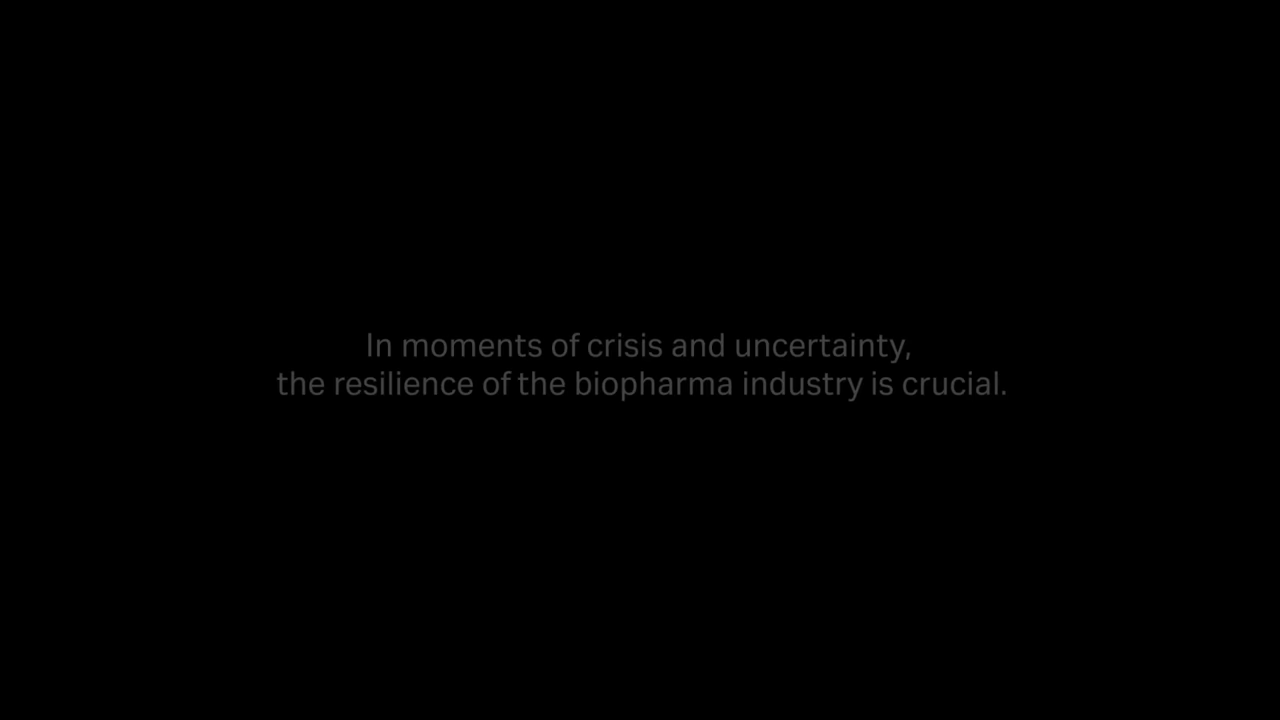 In moments of crisis and uncertainty,
the resilience of the biopharma industry is crucial.